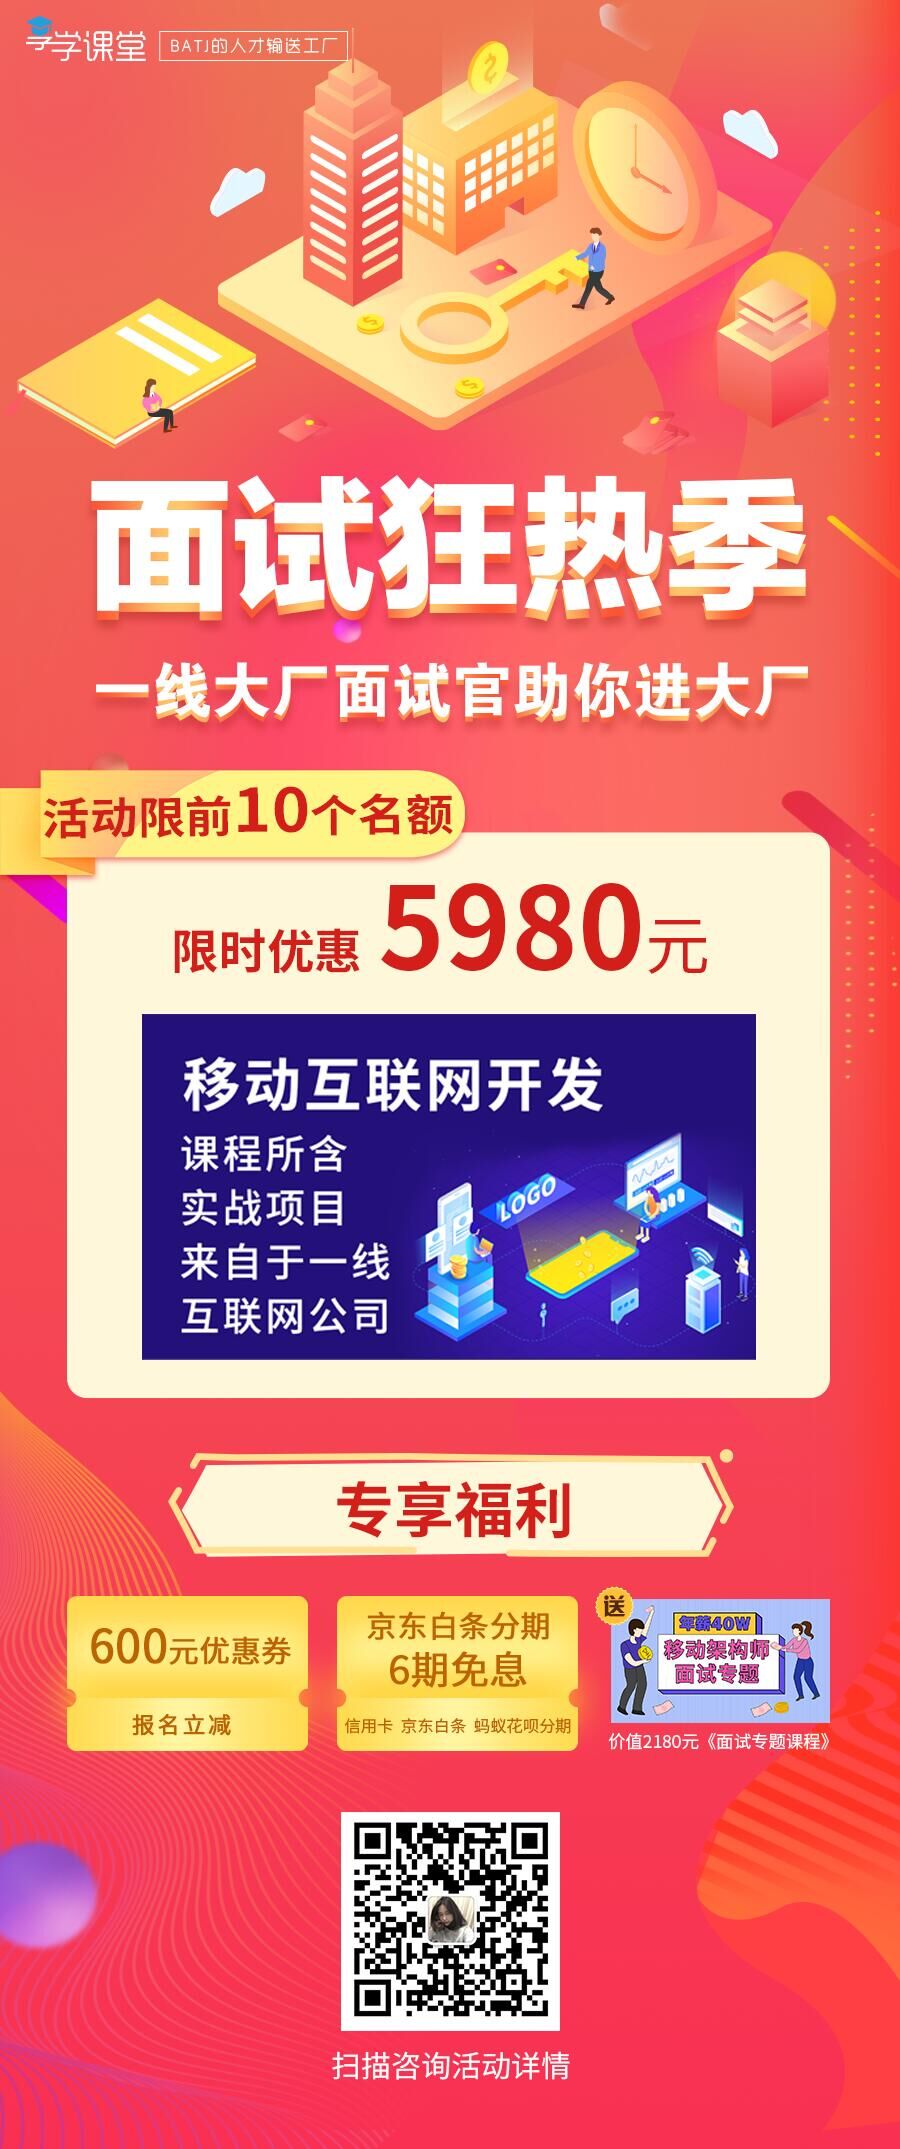 享学课堂 BATJ的人才输送工厂
面试狂热季
一线大厂面试官助你进大厂
活动限前10个名额
限时优惠 5980元
移动互联网开发
课程所含
实战项目
来自于一线
互联网公司
LOGO
专享福利
600元优惠券
报名立减
京东白条分期
6期免息
信用卡 京东白条 蚂蚁花呗分期
送
年薪40W
移动架构师
面试专题
价值2180元《面试专题课程》
扫描咨询活动详情